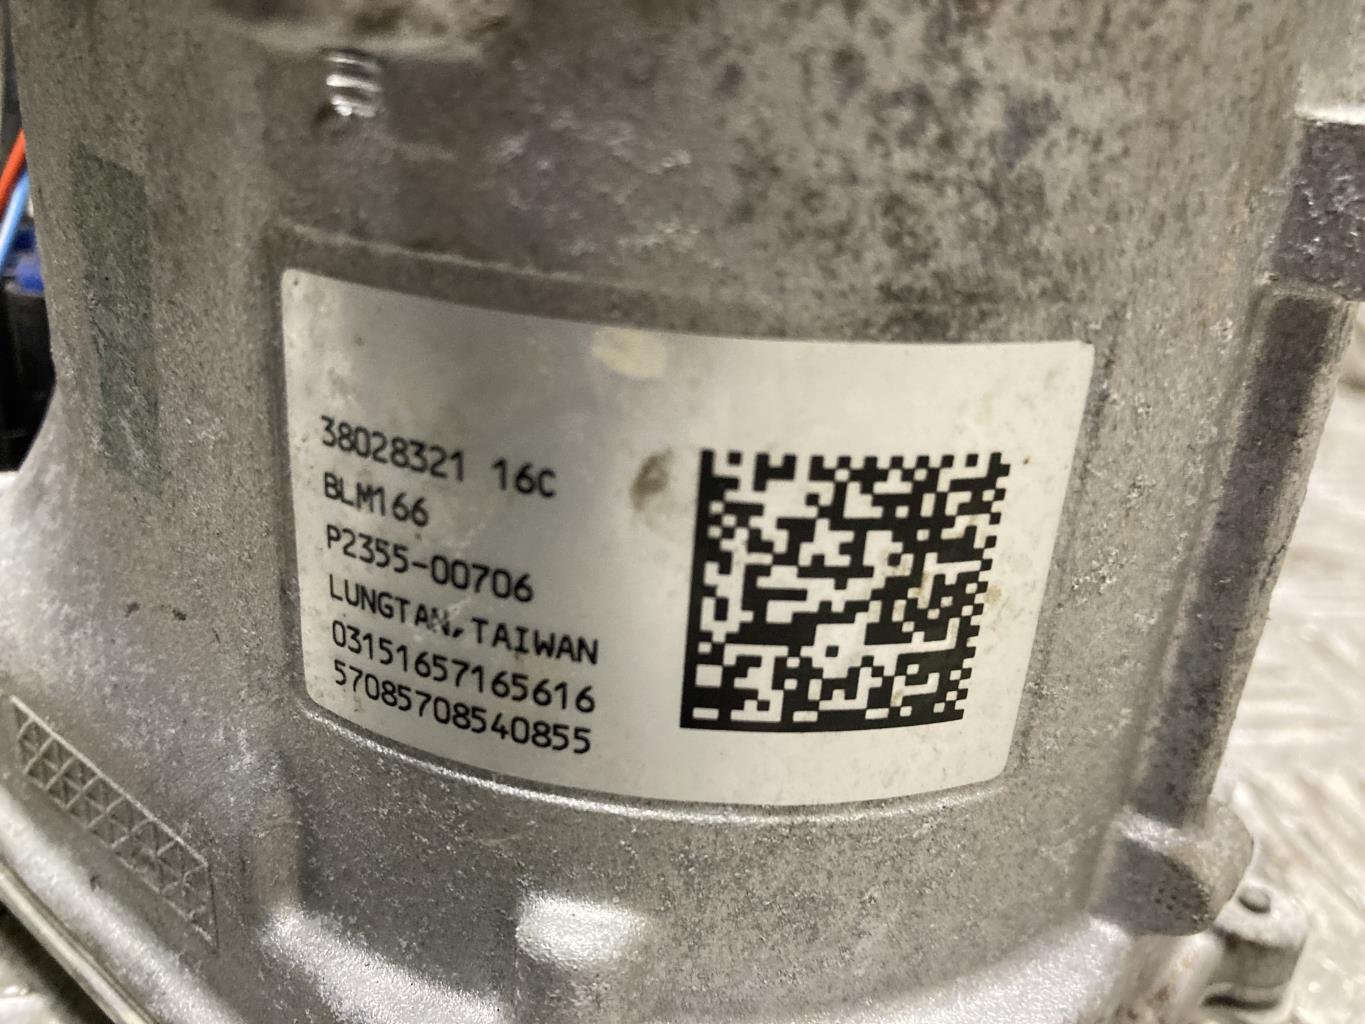 38028321 16C
BLM166
P2355-00706
LUNGTAN,TAIWAN
03151657165616
57085708540855